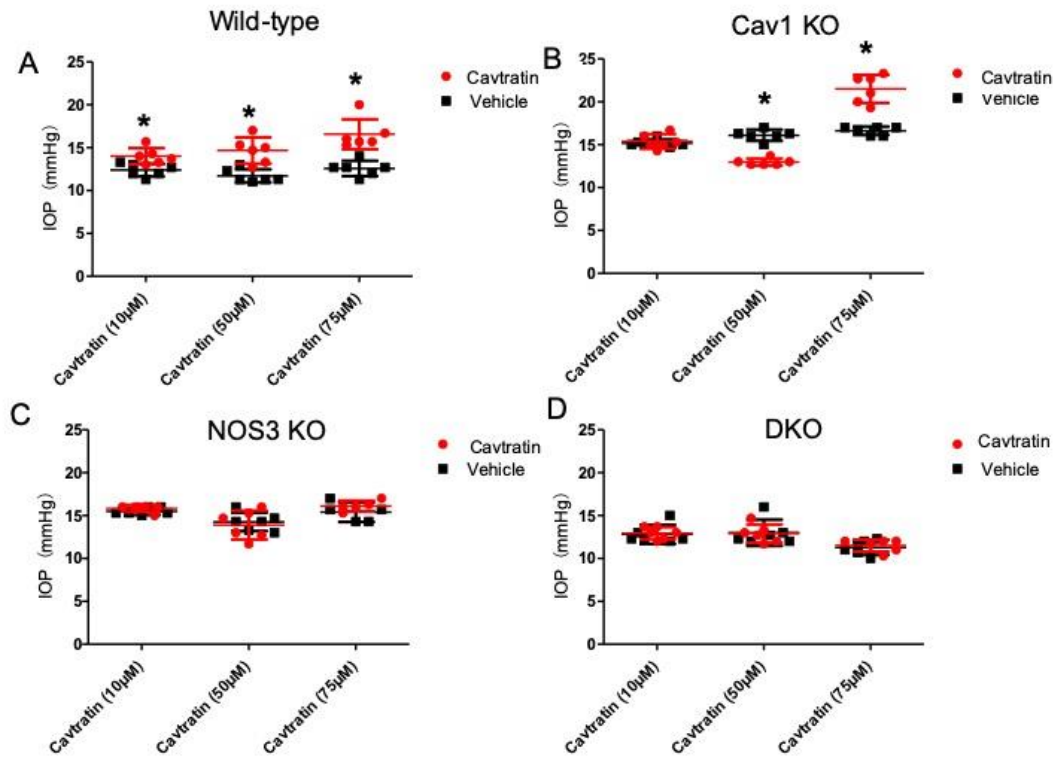 Wild-type
A
25
20
15
10
5
0
IOP (mmHg)
*
*
*
Cavtratin
Vehicle
Cavtratin (10µM)
Cavtratin (50µM)
Cavtratin (75µM)
Cav1 KO
B
25
20
15
10
5
0
IOP (mmHg)
*
*
Cavtratin
Vehicle
Cavtratin (10µM)
Cavtratin (50µM)
Cavtratin (75µM)
C
NOS3 KO
25
20
15
10
5
0
IOP (mmHg)
Cavtratin
Vehicle
Cavtratin (10µM)
Cavtratin (50µM)
Cavtratin (75µM)
D
DKO
25
20
15
10
5
0
IOP (mmHg)
Cavtratin
Vehicle
Cavtratin (10µM)
Cavtratin (50µM)
Cavtratin (75µM)